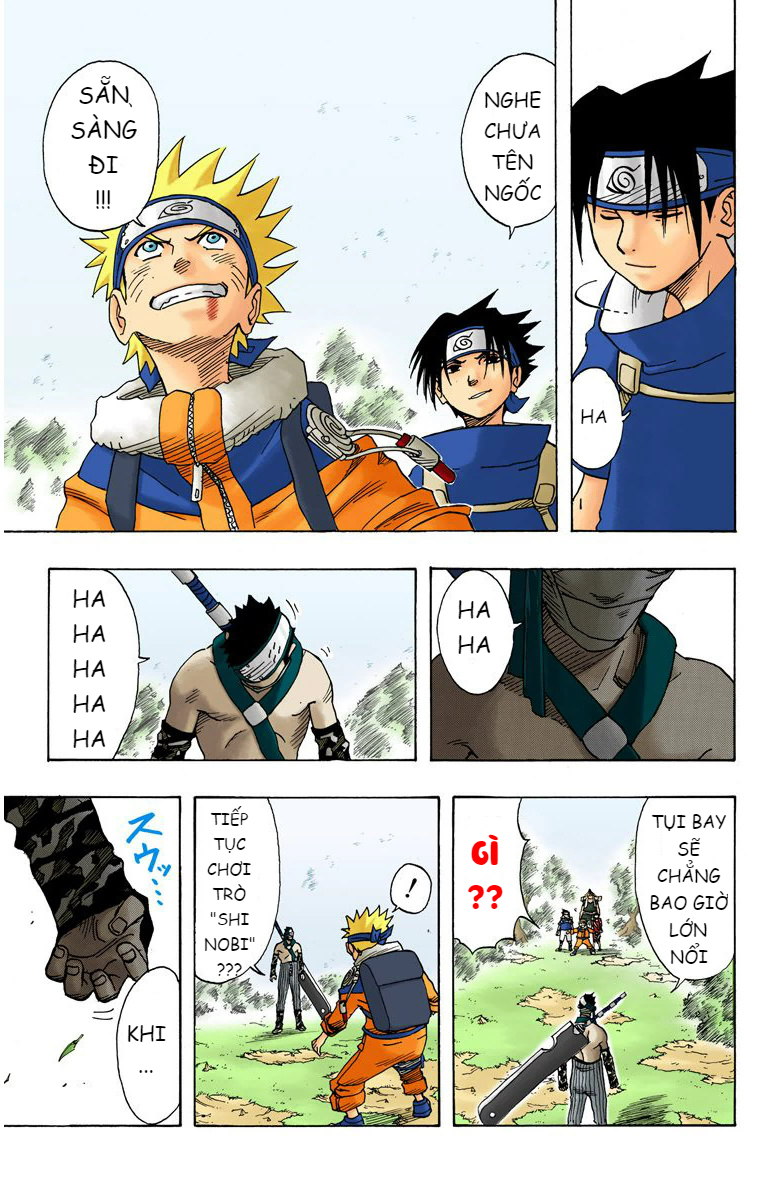 HA
NGHE
CHƯA
TÊN
NGỐC
SẴN
SÀNG
ĐI
!!!
HA
HA
HA
HA
HA
HA
HA
TỤI BAY
SẼ
CHẲNG
BAO GIỜ
LỚN
NỔI
GÌ
??
!
TIẾP
TỤC
CHƠI
TRÒ
"SHI
NOBI"
???
スウッ…
KHI
...